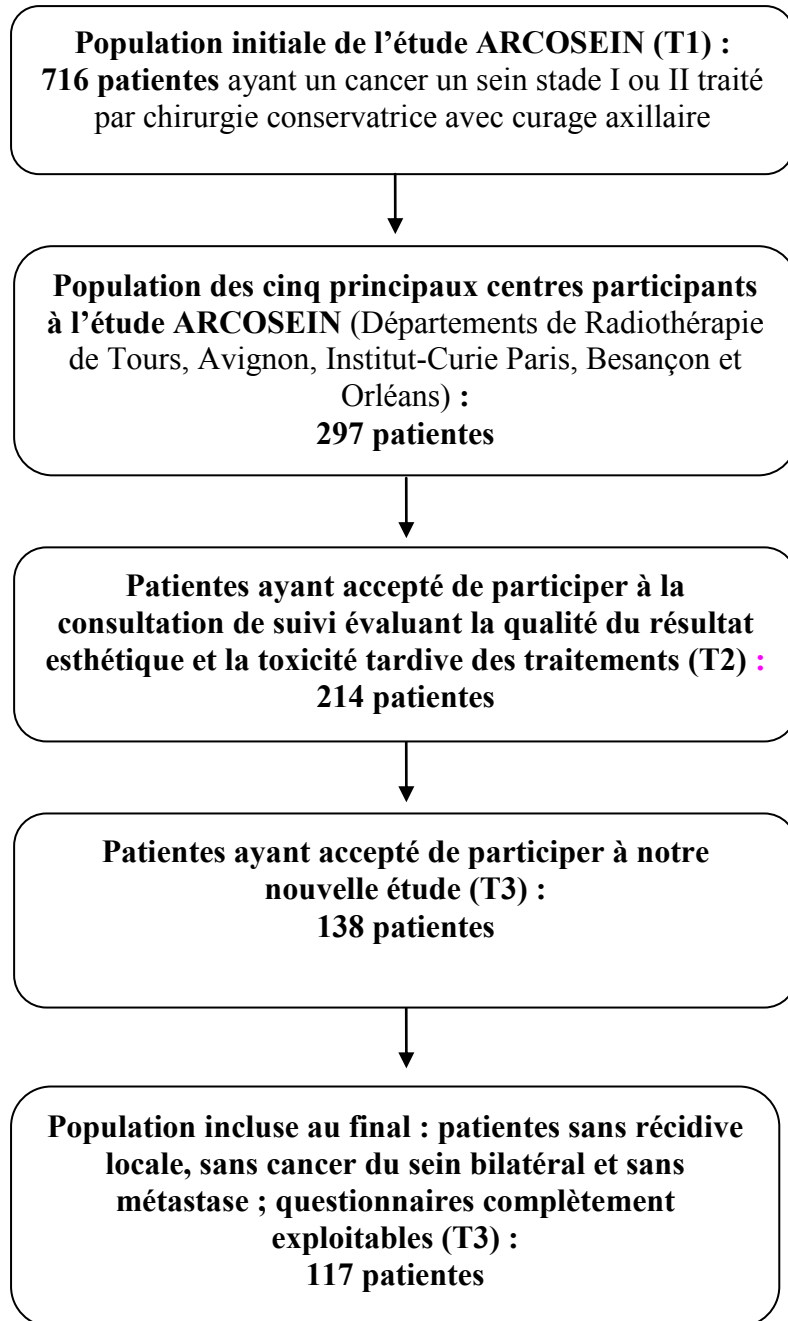 Population initiale de l’étude ARCOSEIN (T1) :
716 patientes ayant un cancer un sein stade I ou II traité
par chirurgie conservatrice avec curage axillaire
Population des cinq principaux centres participants
à l’étude ARCOSEIN (Départements de Radiothérapie
de Tours, Avignon, Institut-Curie Paris, Besançon et
Orléans) :
297 patientes
Patientes ayant accepté de participer à la
consultation de suivi évaluant la qualité du résultat
esthétique et la toxicité tardive des traitements (T2) :
214 patientes
Patientes ayant accepté de participer à notre
nouvelle étude (T3) :
138 patientes
Population incluse au final : patientes sans récidive
locale, sans cancer du sein bilatéral et sans
métastase ; questionnaires complètement
exploitables (T3) :
117 patientes